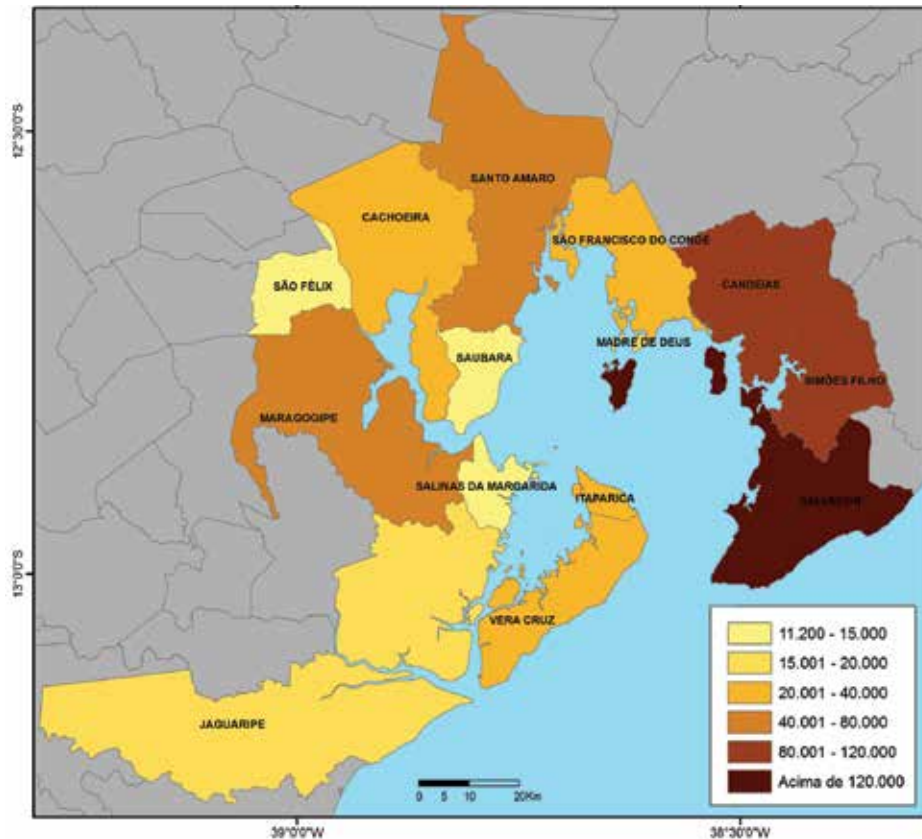 12°30'0"S
SANTO AMARO
CACHOEIRA
SÃO FRANCISCO DO CONDE
SÃO FÉLIX
CANDEIAS
MADRE DE DEUS
SAUBARA
SIMÕES FILHO
MARAGOGIPE
SALINAS DA MARGARIDA
ITAPARICA
SALVADOR
13°0'0"S
VERA CRUZ
JAGUARIPE
11.200 - 15.000
15.001 - 20.000
20.001 - 40.000
40.001 - 80.000
80.001 - 120.000
Acima de 120.000
0 5 10 20Km
39°0'0"W
38°30'0"W